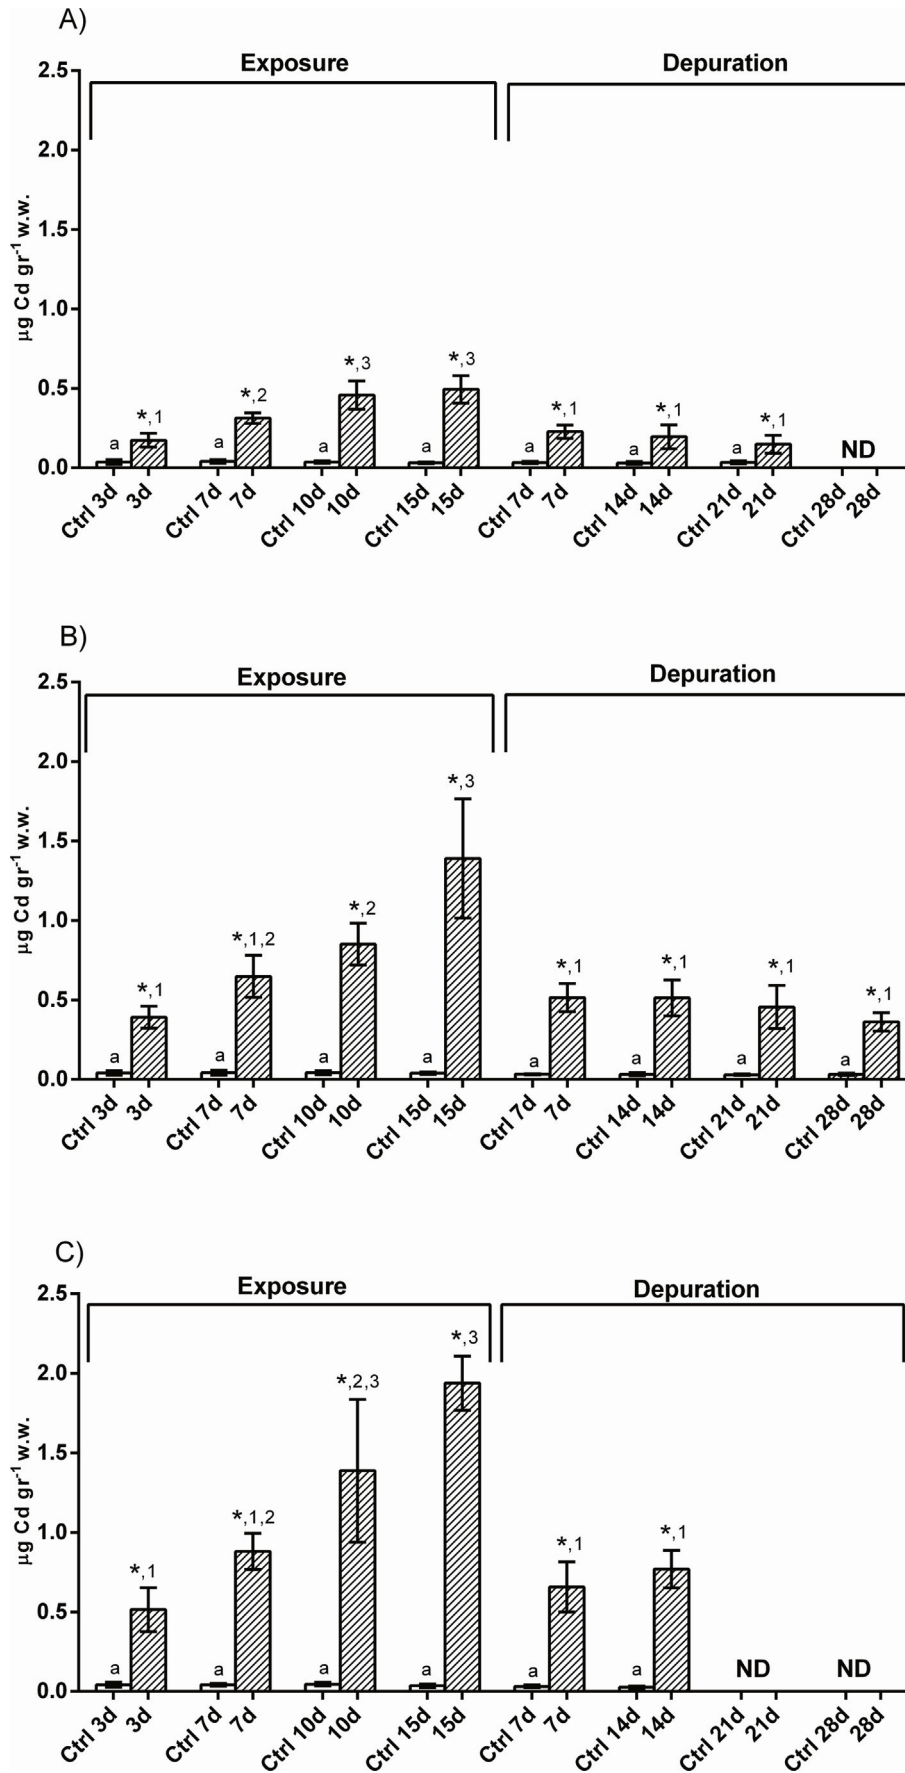 A)
Exposure Depuration
2.5
2.0
1.5
1.0
0.5
0.0
µg Cd gr-1 w.w.
a *,1 a *,2 a *,3 a *,3 a *,1 a *,1 a *,1 ND
Ctrl 3d 3d Ctrl 7d 7d Ctrl 10d 10d Ctrl 15d 15d Ctrl 7d 7d Ctrl 14d 14d Ctrl 21d 21d Ctrl 28d 28d
B)
Exposure Depuration
2.5
2.0
1.5
1.0
0.5
0.0
µg Cd gr-1 w.w.
a *,1 a *,1,2 a *,2 a *,3 a *,1 a *,1 a *,1 a *,1
Ctrl 3d 3d Ctrl 7d 7d Ctrl 10d 10d Ctrl 15d 15d Ctrl 7d 7d Ctrl 14d 14d Ctrl 21d 21d Ctrl 28d 28d
C)
Exposure Depuration
2.5
2.0
1.5
1.0
0.5
0.0
µg Cd gr-1 w.w.
a *,1 a *,1,2 a *,2,3 a *,3 a *,1 a *,1 ND ND
Ctrl 3d 3d Ctrl 7d 7d Ctrl 10d 10d Ctrl 15d 15d Ctrl 7d 7d Ctrl 14d 14d Ctrl 21d 21d Ctrl 28d 28d